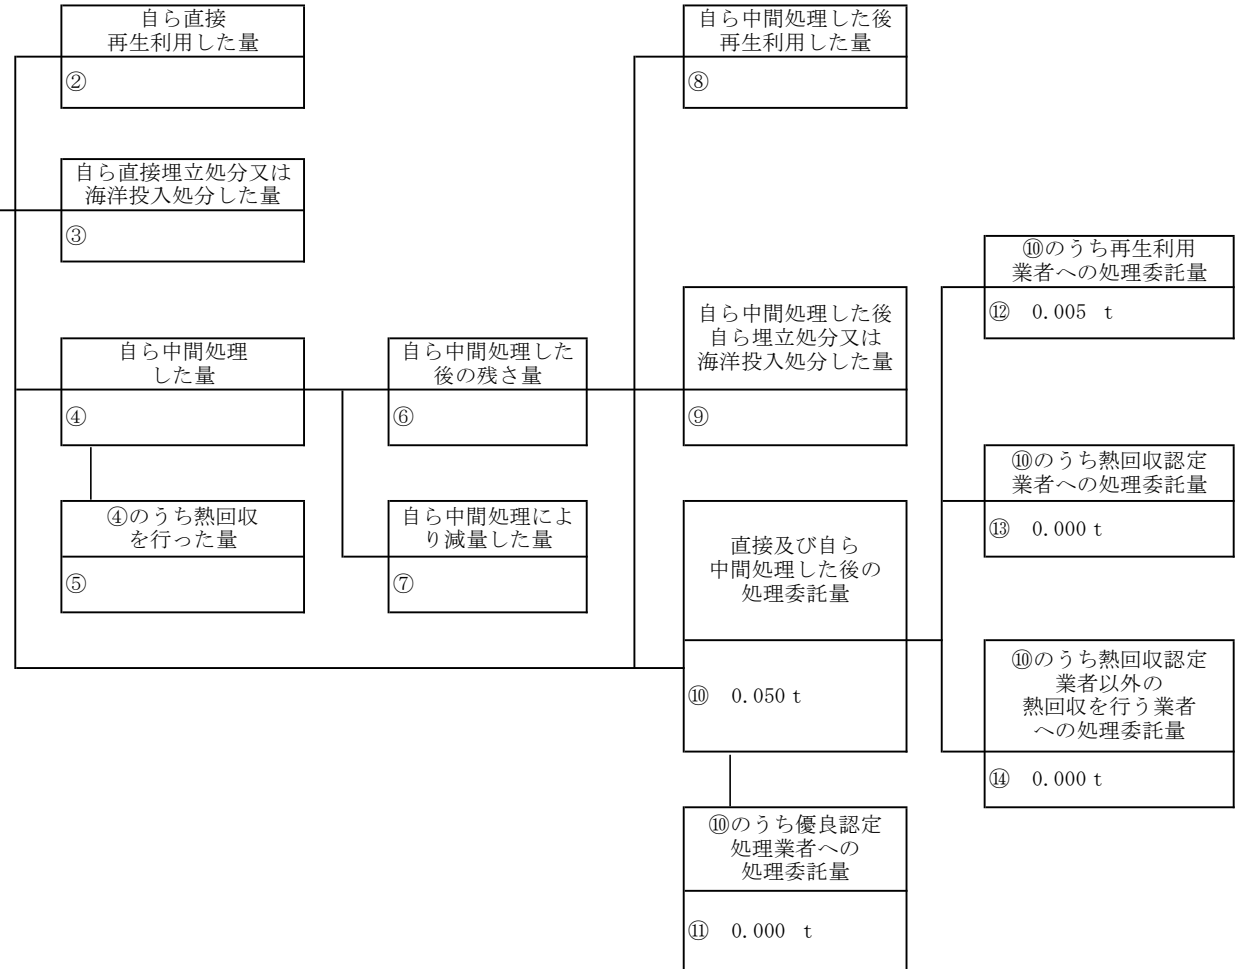 自ら直接
再生利用した量
②
自ら中間処理した後
再生利用した量
⑧
自ら直接埋立処分又は
海洋投入処分した量
③
⑩のうち再生利用
業者への処理委託量
⑫ 0.005 t
自ら中間処理
した量
④
自ら中間処理した
後の残さ量
⑥
自ら中間処理した後
自ら埋立処分又は
海洋投入処分した量
⑨
⑩のうち熱回収認定
業者への処理委託量
⑬ 0.000 t
④のうち熱回収
を行った量
⑤
自ら中間処理によ
り減量した量
⑦
直接及び自ら
中間処理した後の
処理委託量
⑩ 0.050 t
⑩のうち熱回収認定
業者以外の
熱回収を行う業者
への処理委託量
⑭ 0.000 t
⑩のうち優良認定
処理業者への
処理委託量
⑪ 0.000 t